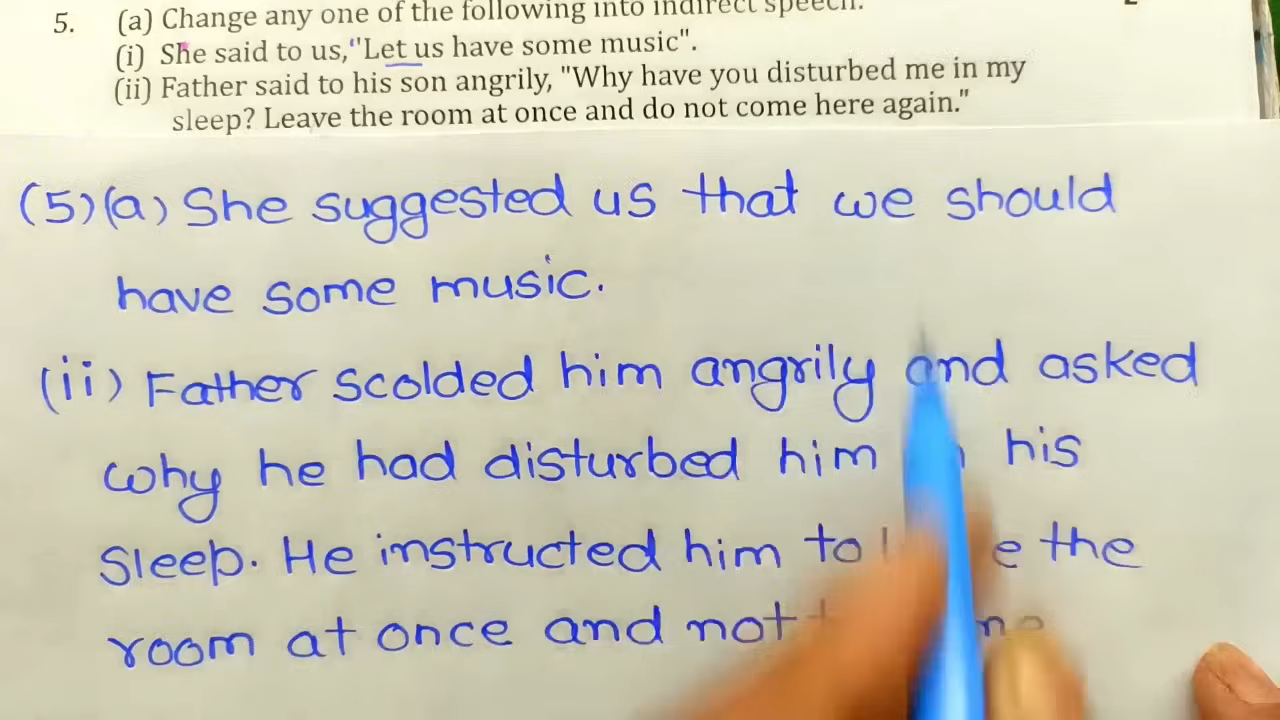 5. (a) Change any one of the following into indirect speech.
(i) She said to us,"Let us have some music".
(ii) Father said to his son angrily, "Why have you disturbed me in my
sleep? Leave the room at once and do not come here again."
(5)(a) She suggested us that we should
have some music.
(ii) Father scolded him angrily and asked
why he had disturbed him his
sleep. He instructed him to the
room at once and not